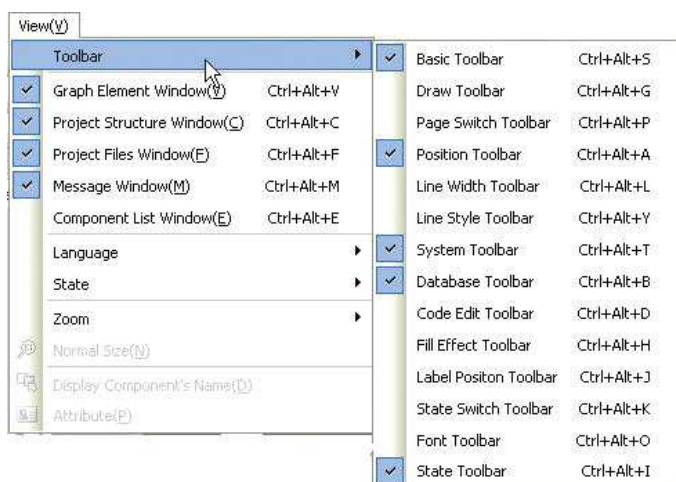 View(V)
Toolbar
Graph Element Window(V) Ctrl+Alt+V
Project Structure Window(C) Ctrl+Alt+C
Project Files Window(F) Ctrl+Alt+F
Message Window(M) Ctrl+Alt+M
Component List Window(E) Ctrl+Alt+E
Language
State
Zoom
Normal Size(N)
Display Component's Name(D)
Attribute(P)
Basic Toolbar Ctrl+Alt+S
Draw Toolbar Ctrl+Alt+G
Page Switch Toolbar Ctrl+Alt+P
Position Toolbar Ctrl+Alt+A
Line Width Toolbar Ctrl+Alt+L
Line Style Toolbar Ctrl+Alt+Y
System Toolbar Ctrl+Alt+T
Database Toolbar Ctrl+Alt+B
Code Edit Toolbar Ctrl+Alt+D
Fill Effect Toolbar Ctrl+Alt+H
Label Positon Toolbar Ctrl+Alt+J
State Switch Toolbar Ctrl+Alt+K
Font Toolbar Ctrl+Alt+O
State Toolbar Ctrl+Alt+I